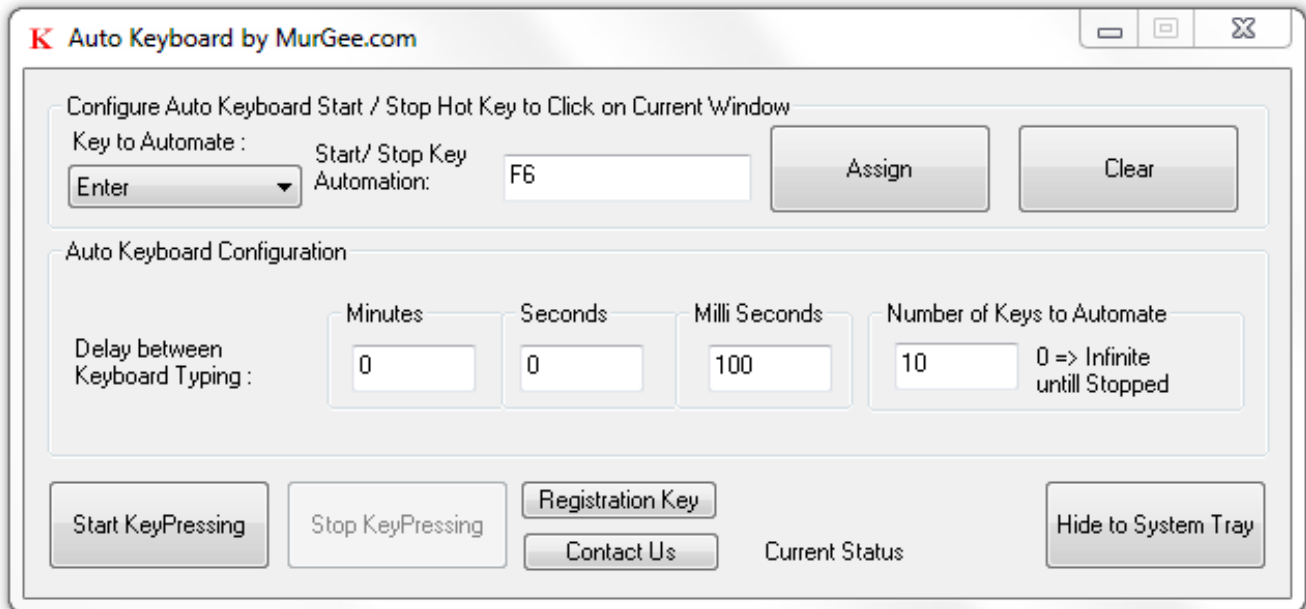 K Auto Keyboard by MurGee.com
Configure Auto Keyboard Start / Stop Hot Key to Click on Current Window
Key to Automate :
Enter
Start/ Stop Key
Automation:
F6
Assign
Clear
Auto Keyboard Configuration
Delay between
Keyboard Typing :
Minutes
0
Seconds
0
Milli Seconds
100
Number of Keys to Automate
10
0 => Infinite
untill Stopped
Start KeyPressing
Stop KeyPressing
Registration Key
Contact Us
Current Status
Hide to System Tray